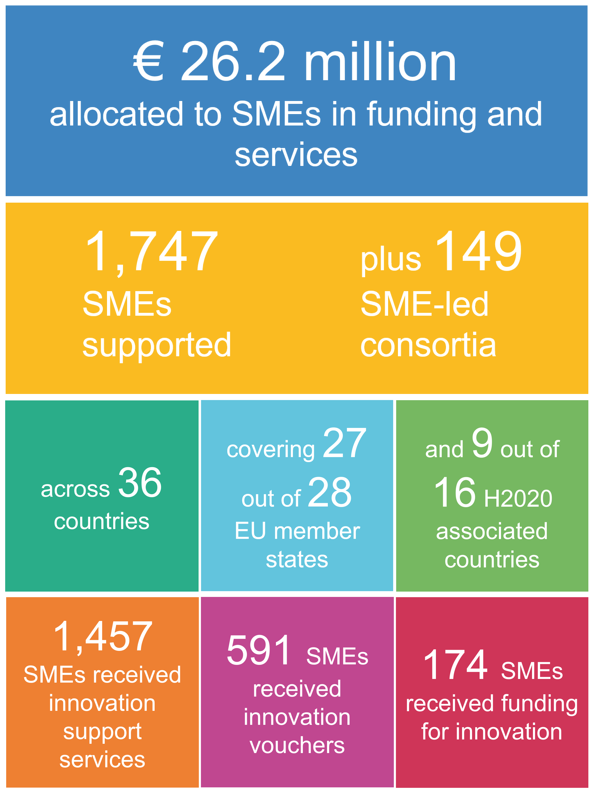 € 26.2 million
allocated to SMEs in funding and
services
1,747
SMEs
supported
plus 149
SME-led
consortia
across 36
countries
covering 27
out of 28
EU member
states
and 9 out of
16 H2020
associated
countries
1,457
SMEs received
innovation
support
services
591 SMEs
received
innovation
vouchers
174 SMEs
received funding
for innovation